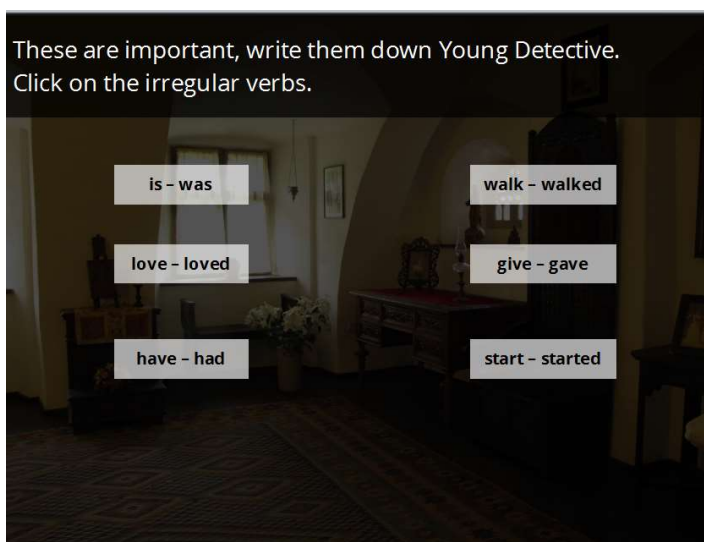 These are important, write them down Young Detective.
Click on the irregular verbs.
is – was
walk – walked
love – loved
give – gave
have – had
start – started